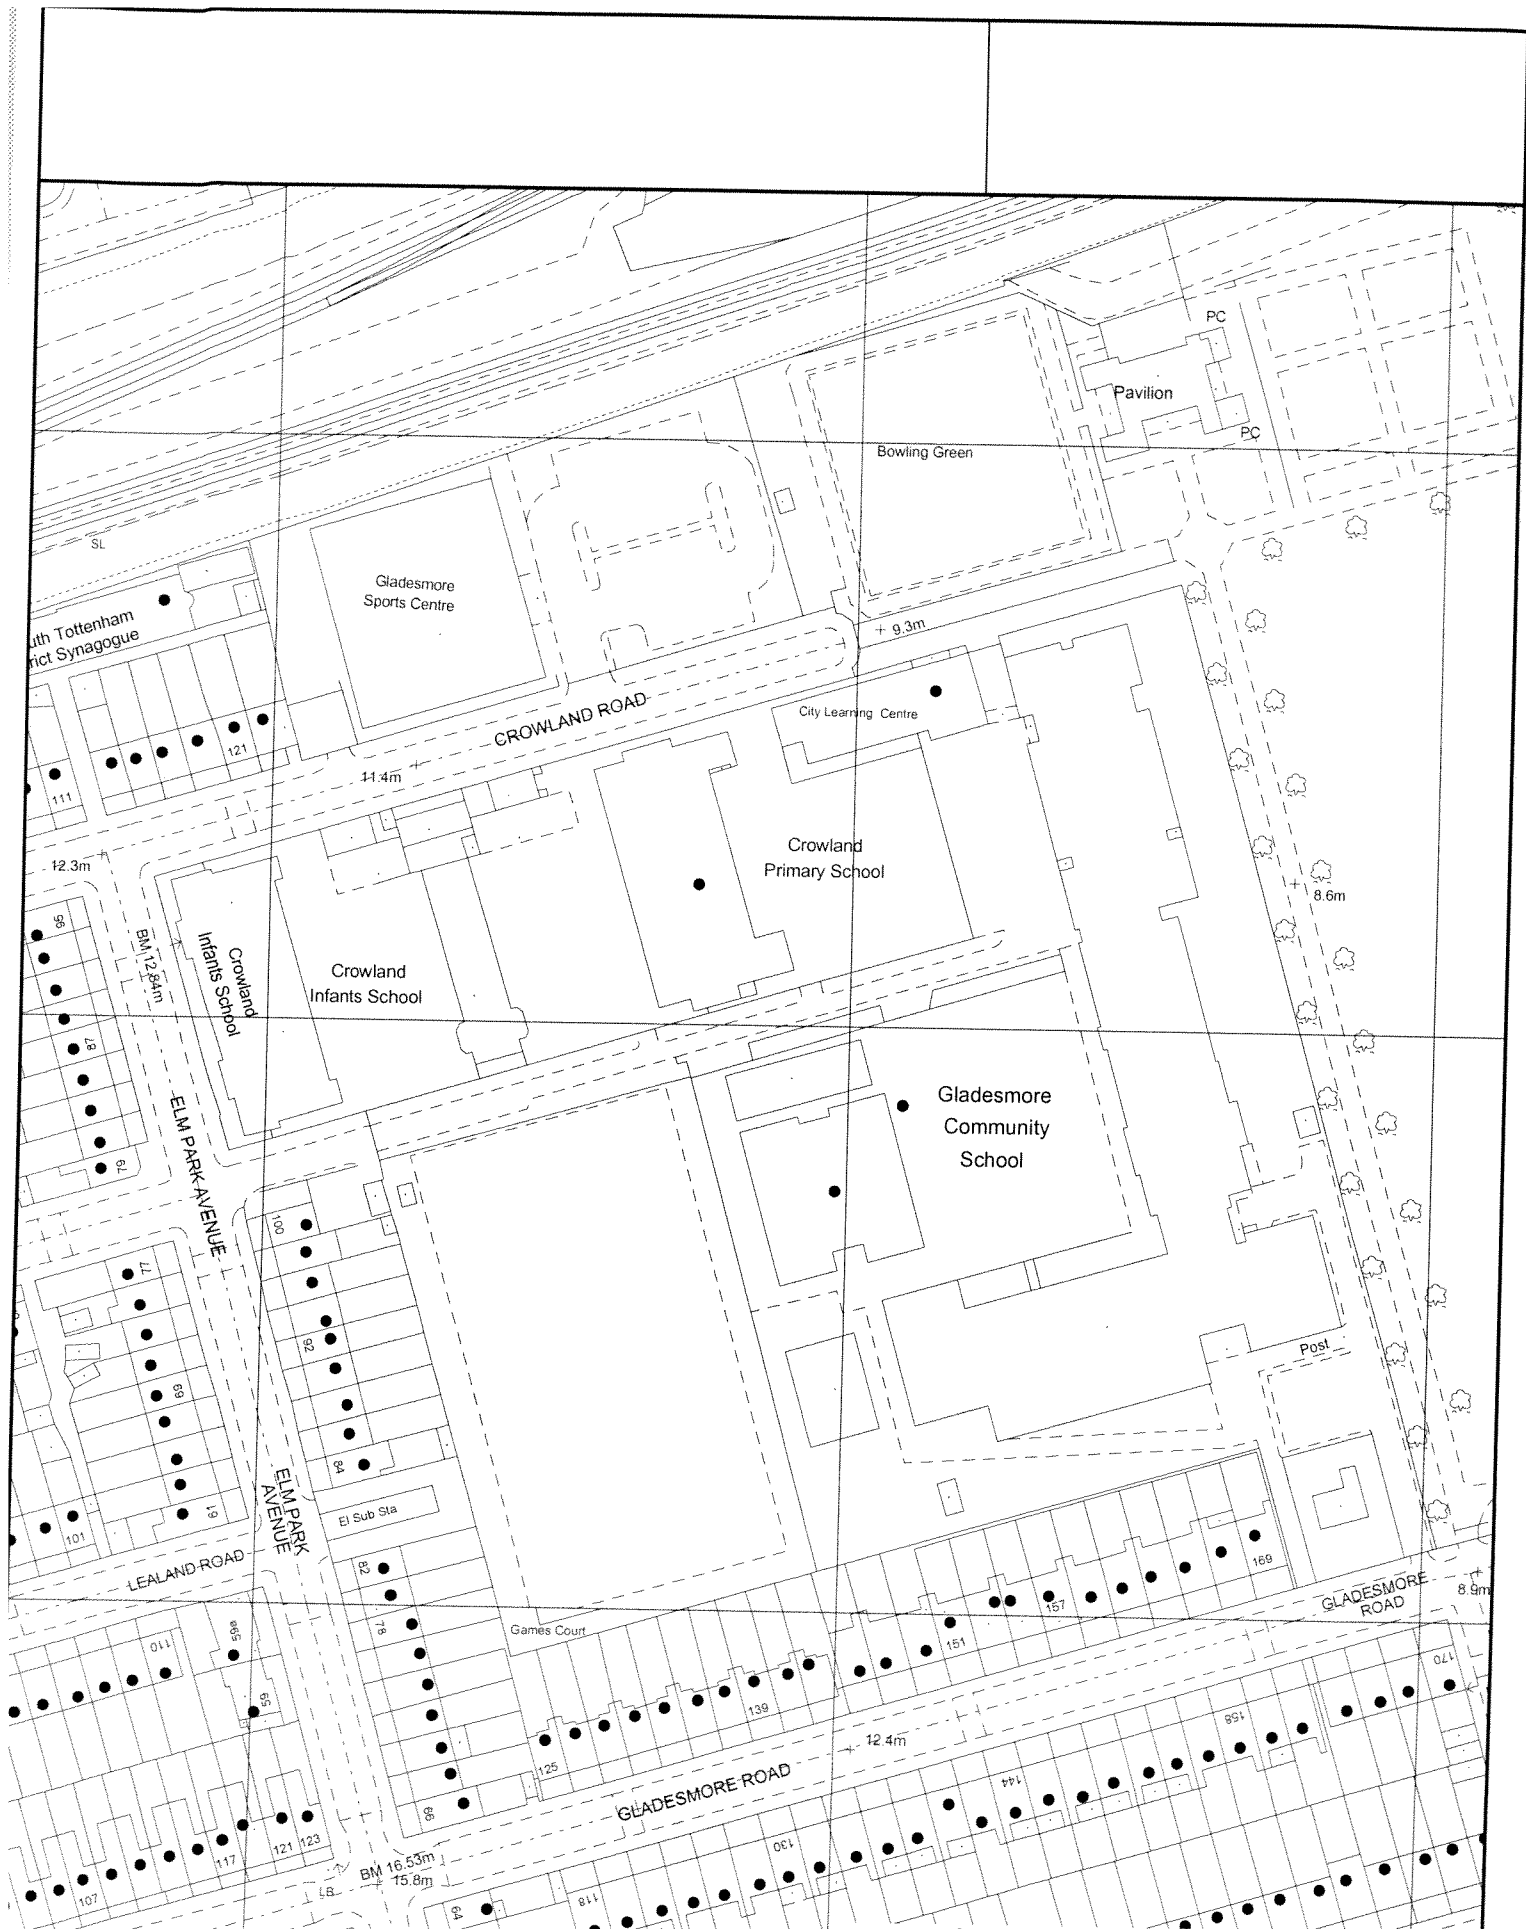 PC
Pavilion
PC
Bowling Green
SL
Gladesmore
Sports Centre
uth Tottenham
rict Synagogue
9.3m
CROWLAND ROAD
City Learning Centre
121
111
11.4m
12.3m
Crowland
Primary School
8.6m
95
BM 12.84m
Crowland
Infants School
Crowland
Infants School
87
79
ELM PARK AVENUE
Gladesmore
Community
School
100
77
92
69
84
61
Post
El Sub Sta
ELM PARK
AVENUE
101
LEALAND ROAD
82
78
Games Court
110
59a
59
169
157
151
139
125
GLADESMORE
ROAD
8.9m
170
158
12.4m
GLADESMORE ROAD
144
130
118
66
64
BM 16.53m
15.8m
LB
123
121
117
107